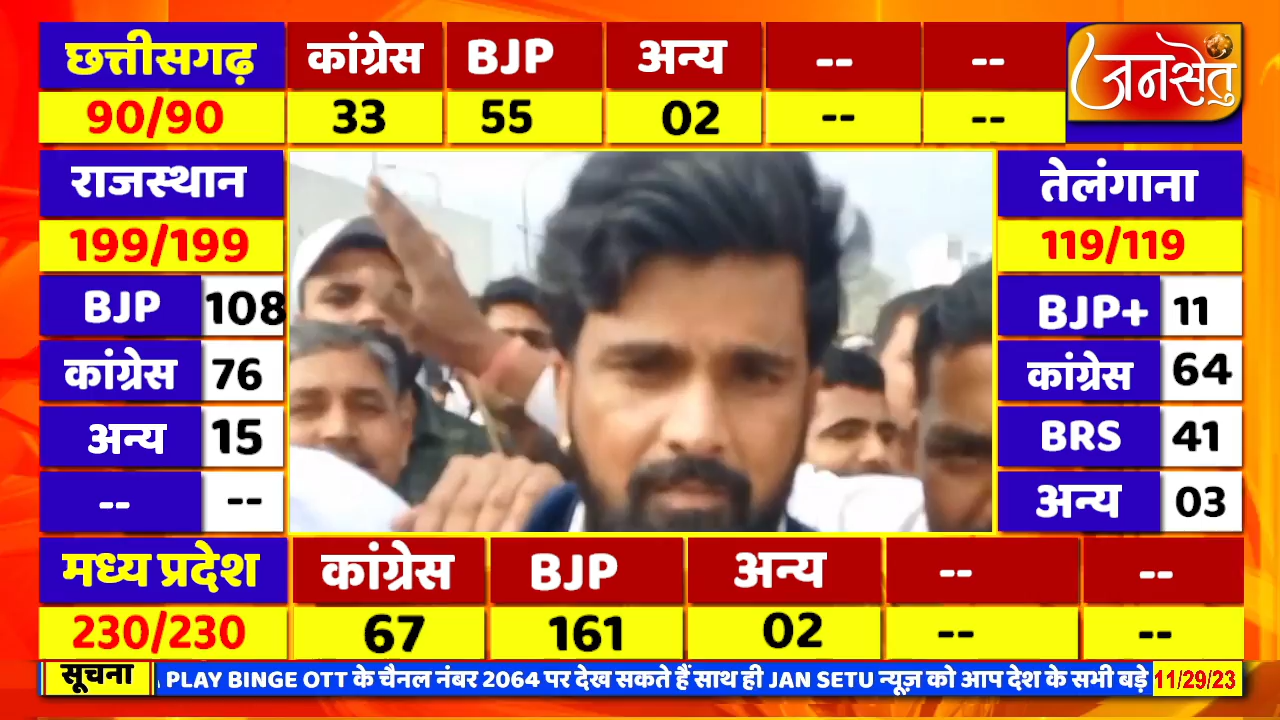 छत्तीसगढ़ कांग्रेस BJP अन्य -- --
90/90 33 55 02 -- --
जनसेतु
राजस्थान
199/199
BJP 108
कांग्रेस 76
अन्य 15
-- --
तेलंगाना
119/119
BJP+ 11
कांग्रेस 64
BRS 41
अन्य 03
मध्य प्रदेश कांग्रेस BJP अन्य -- --
230/230 67 161 02 -- --
सूचना PLAY BINGE OTT के चैनल नंबर 2064 पर देख सकते हैं साथ ही JAN SETU न्यूज़ को आप देश के सभी बड़े 11/29/23